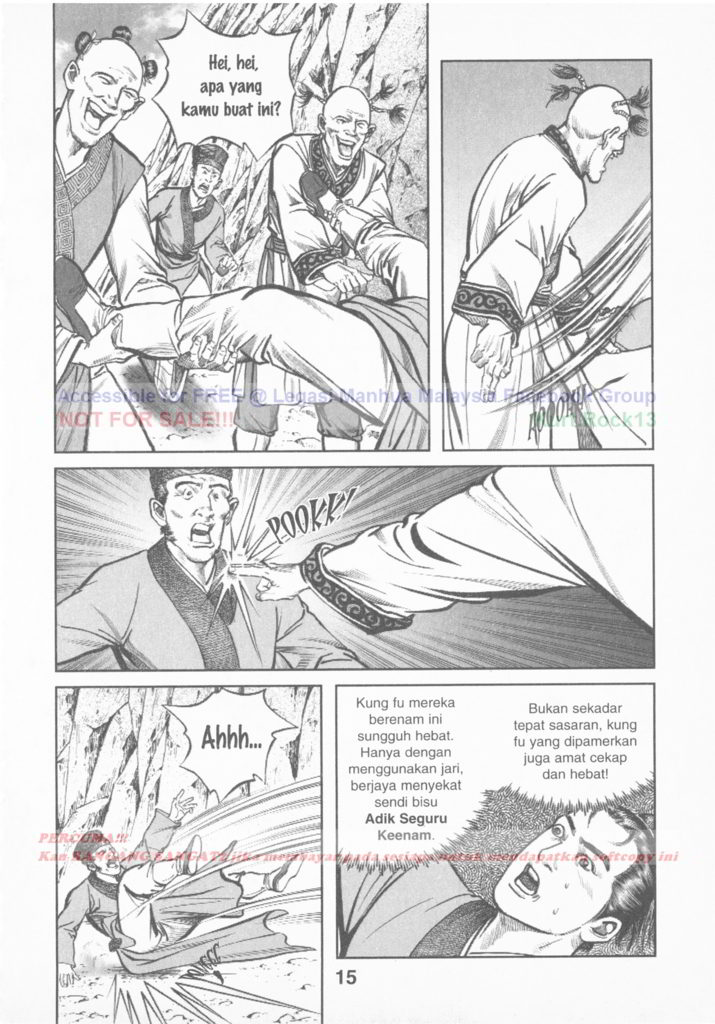 Hei, hei,
apa yang
kamu buat ini?
Accessible for FREE @ Legasi Manhua Malaysia Facebook Group
NOT FOR SALE!!!
POOKK!
Ahhh...
Kung fu mereka
berenam ini
sungguh hebat.
Hanya dengan
menggunakan jari,
berjaya menyekat
sendi bisu
Adik Seguru
Keenam.
Bukan sekadar
tepat sasaran, kung
fu yang dipamerkan
juga amat cekap
dan hebat!
PERCUMA!!!
15